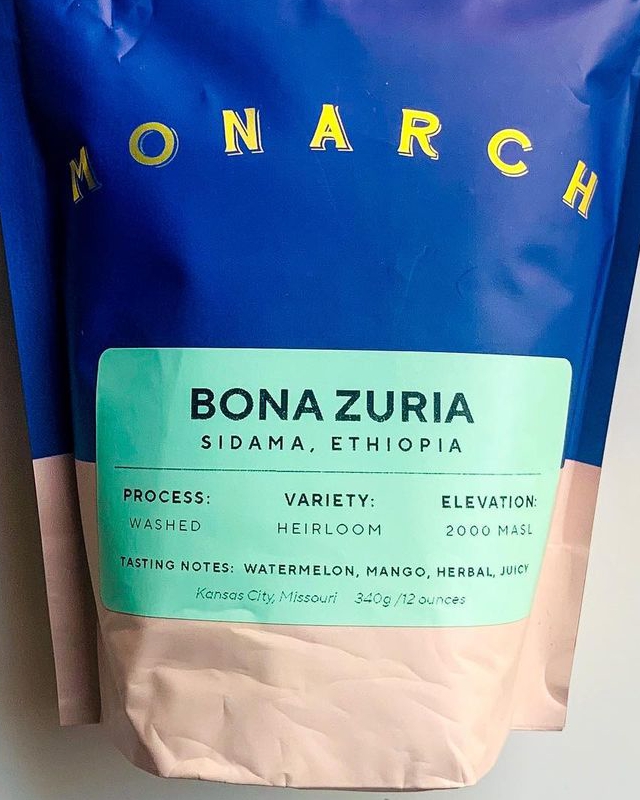 MONARCH
BONA ZURIA
SIDAMA, ETHIOPIA
PROCESS: VARIETY: ELEVATION:
WASHED HEIRLOOM 2000 MASL
TASTING NOTES: WATERMELON, MANGO, HERBAL, JUICY
Kansas City, Missouri 340g /12 ounces